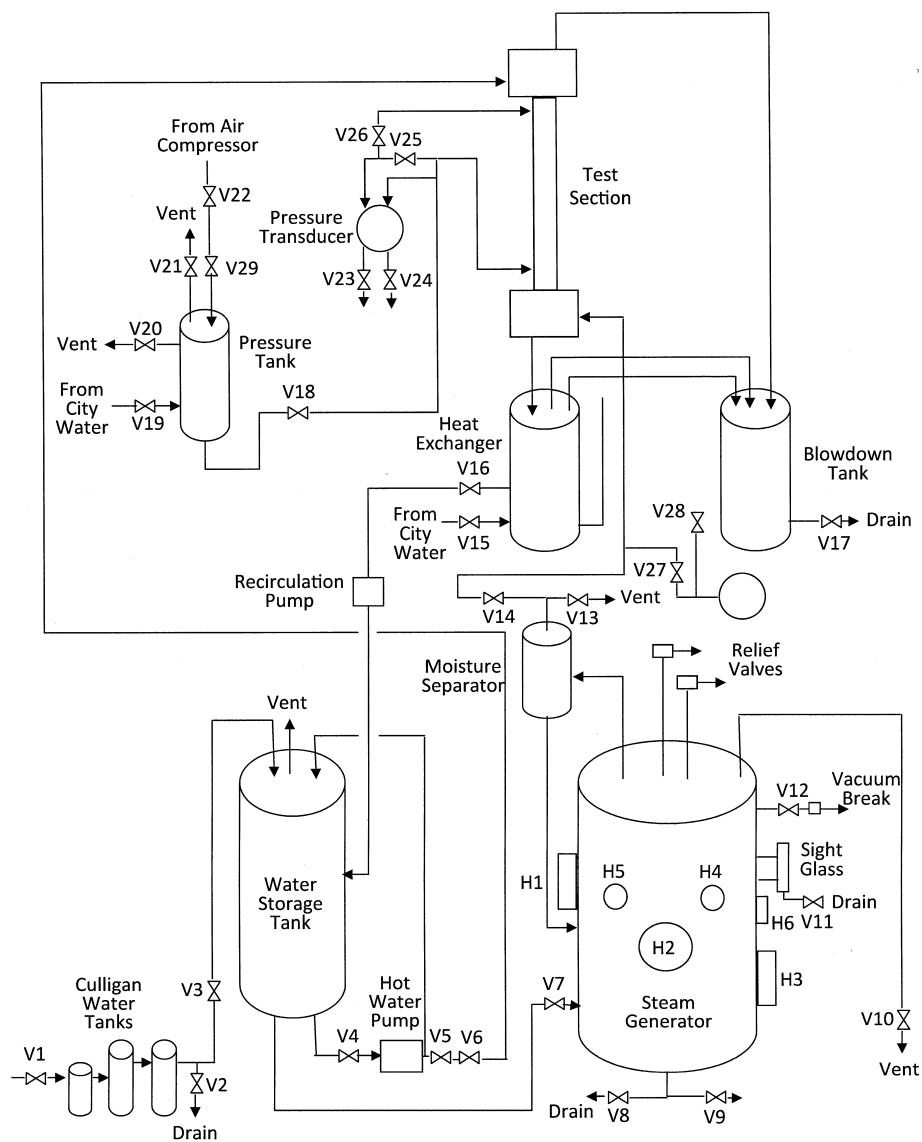 From Air
Compressor
V26
V25
V22
Test
Section
Vent
Pressure
Transducer
V21
V29
V23
V24
V20
Vent
Pressure
Tank
From
City
Water
V19
V18
Heat
Exchanger
Blowdown
Tank
V16
From
City
Water
V15
V28
Drain
V17
V27
Recirculation
Pump
V14
V13
Vent
Moisture
Separator
Relief
Valves
Vent
V12
Vacuum
Break
Sight
Glass
H1
H5
H4
Drain
V11
H6
Water
Storage
Tank
H2
H3
Culligan
Water
Tanks
V3
Hot
Water
Pump
V7
Steam
Generator
V10
Vent
V1
V4
V5
V6
V2
Drain
Drain
V8
V9